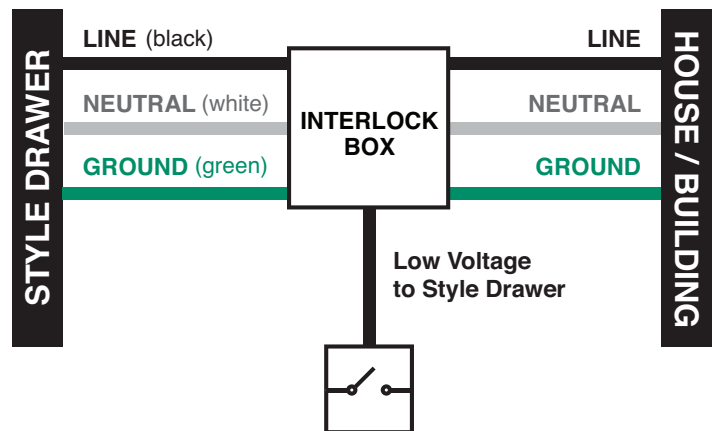 STYLE DRAWER
LINE (black)
NEUTRAL (white)
GROUND (green)
INTERLOCK
BOX
LINE
NEUTRAL
GROUND
HOUSE / BUILDING
Low Voltage
to Style Drawer